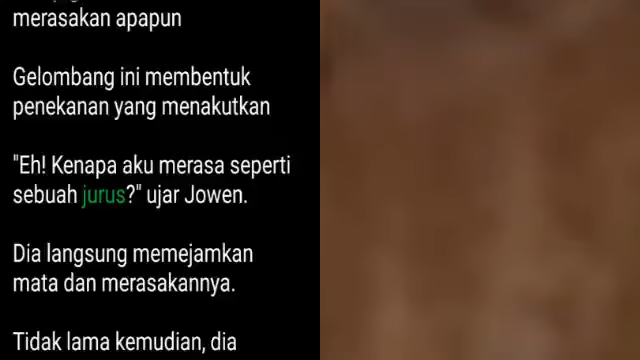 merasakan apapun
Gelombang ini membentuk
penekanan yang menakutkan
"Eh! Kenapa aku merasa seperti
sebuah jurus?" ujar Jowen.
Dia langsung memejamkan
mata dan merasakannya.
Tidak lama kemudian, dia